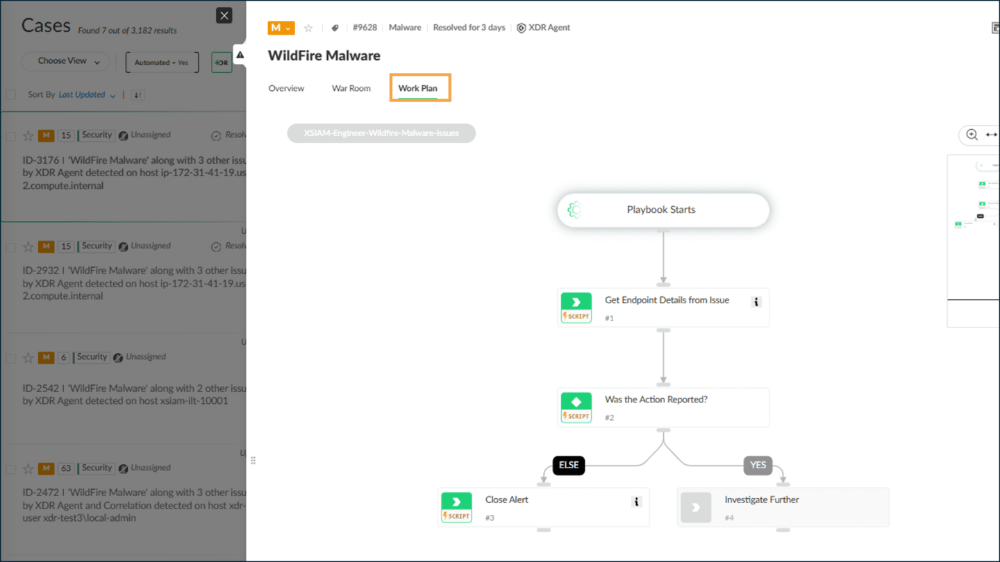 Cases Found 7 out of 3,182 results
Choose View
Automated = Yes
Sort By Last Updated |
M 15 Security Unassigned
ID-3176 | 'WildFire Malware' along with 3 other issu
by XDR Agent detected on host ip-172-31-41-19.us
2.compute.internal
M 15 Security Unassigned
ID-2932 | 'WildFire Malware' along with 3 other issu
by XDR Agent detected on host ip-172-31-41-19.us
2.compute.internal
M 6 Security Unassigned
ID-2542 | 'WildFire Malware' along with 2 other issu
by XDR Agent detected on host xsiam-ilt-10001
M 63 Security Unassigned
ID-2472 | 'WildFire Malware' along with 3 other issu
by XDR Agent and Correlation detected on host xdr-
user xdr-test3\local-admin
M #9628 Malware Resolved for 3 days XDR Agent
WildFire Malware
Overview War Room Work Plan
XSIAM-Engineer-Wildfire-Malware-Issues
Playbook Starts
Get Endpoint Details from Issue
SCRIPT #1
Was the Action Reported?
SCRIPT #2
ELSE YES
Close Alert
SCRIPT #3
Investigate Further
#4